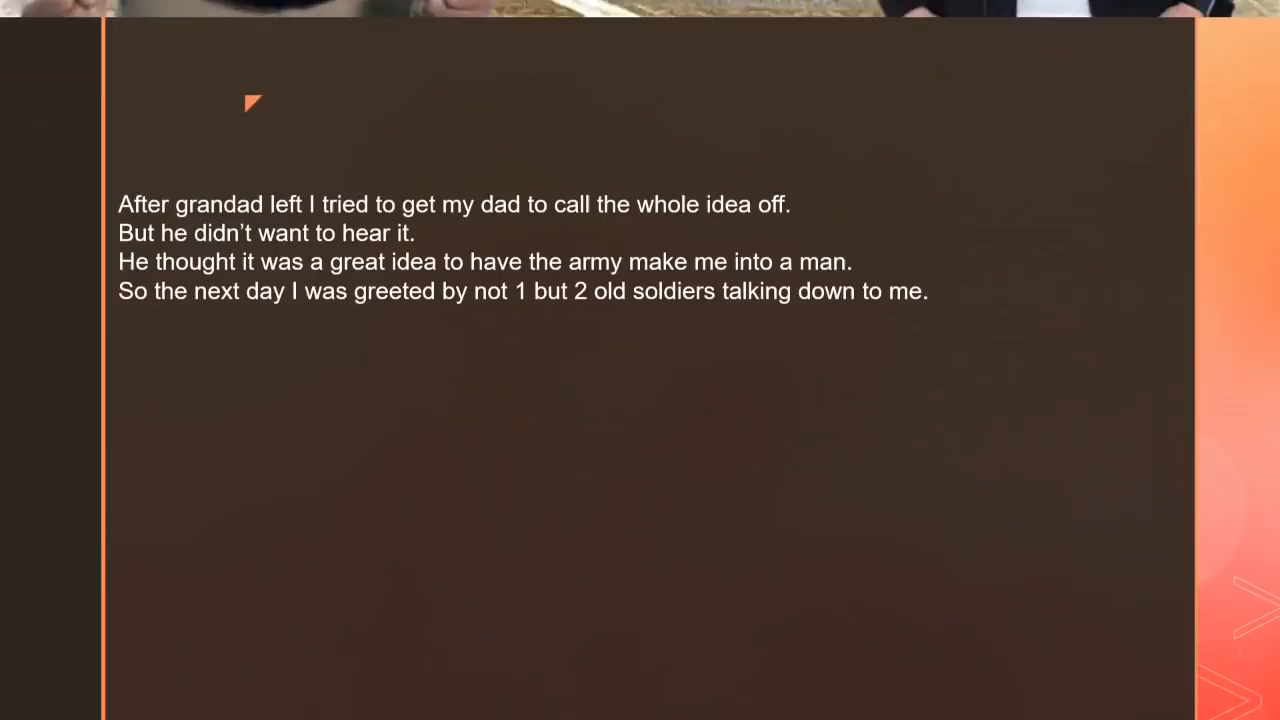 After grandad left I tried to get my dad to call the whole idea off.
But he didn’t want to hear it.
He thought it was a great idea to have the army make me into a man.
So the next day I was greeted by not 1 but 2 old soldiers talking down to me.